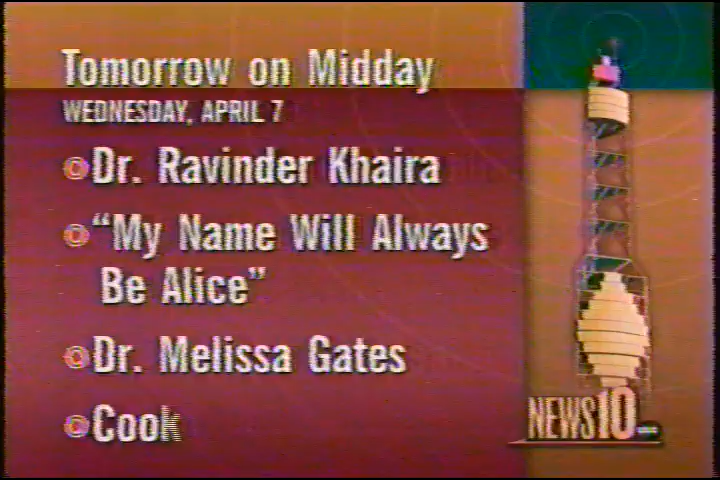 Tomorrow on Midday
WEDNESDAY, APRIL 7
Dr. Ravinder Khaira
“My Name Will Always
Be Alice”
Dr. Melissa Gates
Cook
NEWS10